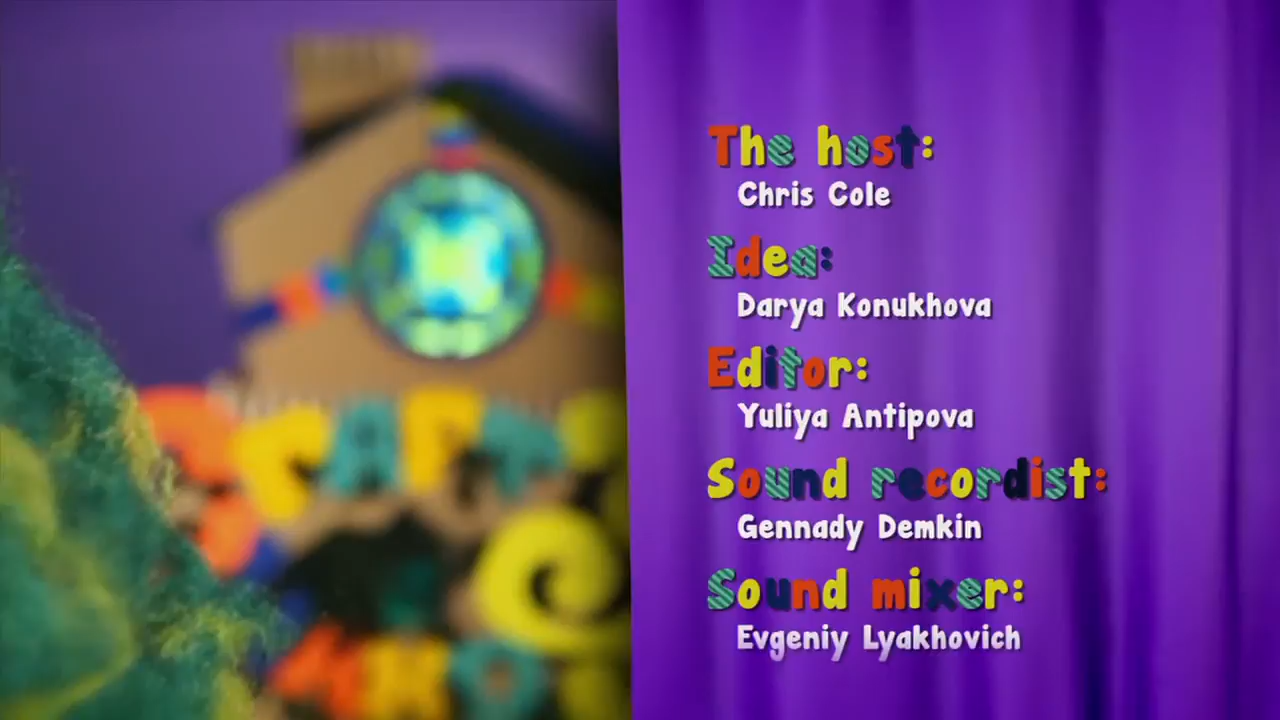 The host:
Chris Cole
Idea:
Darya Konukhova
Editor:
Yuliya Antipova
Sound recordist:
Gennady Demkin
Sound mixer:
Evgeniy Lyakhovich